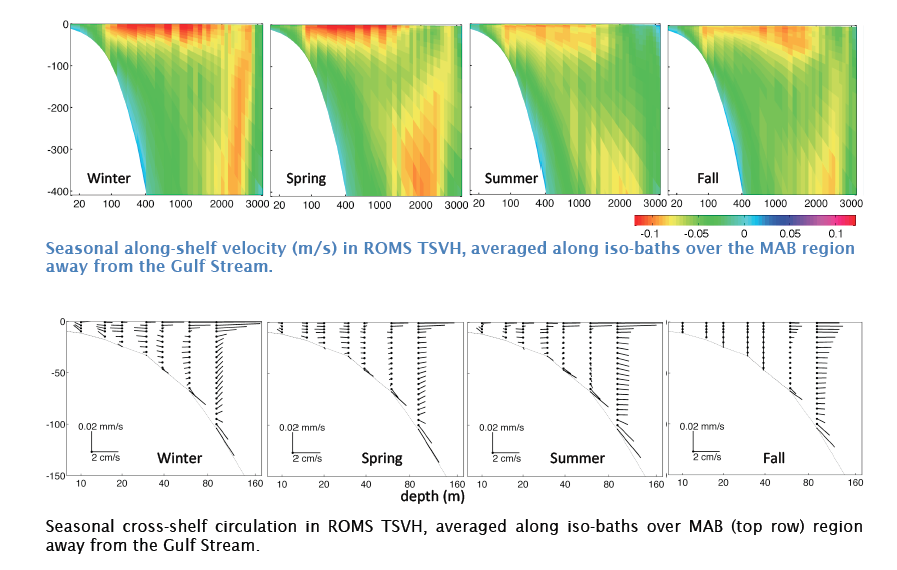 0
-100
-200
-300
-400
Winter
Spring
Summer
Fall
20 100 400 1000 2000 3000
20 100 400 1000 2000 3000
20 100 400 1000 2000 3000
20 100 400 1000 2000 3000
-0.1 -0.05 0 0.05 0.1
Seasonal along-shelf velocity (m/s) in ROMS TSVH, averaged along iso-baths over the MAB region
away from the Gulf Stream.
0
-50
-100
-150
0.02 mm/s
2 cm/s
Winter
0.02 mm/s
2 cm/s
Spring
0.02 mm/s
2 cm/s
Summer
0.02 mm/s
2 cm/s
Fall
10 20 40 80 160
10 20 40 80 160
10 20 40 80 160
10 20 40 80 160
depth (m)
Seasonal cross-shelf circulation in ROMS TSVH, averaged along iso-baths over MAB (top row) region
away from the Gulf Stream.